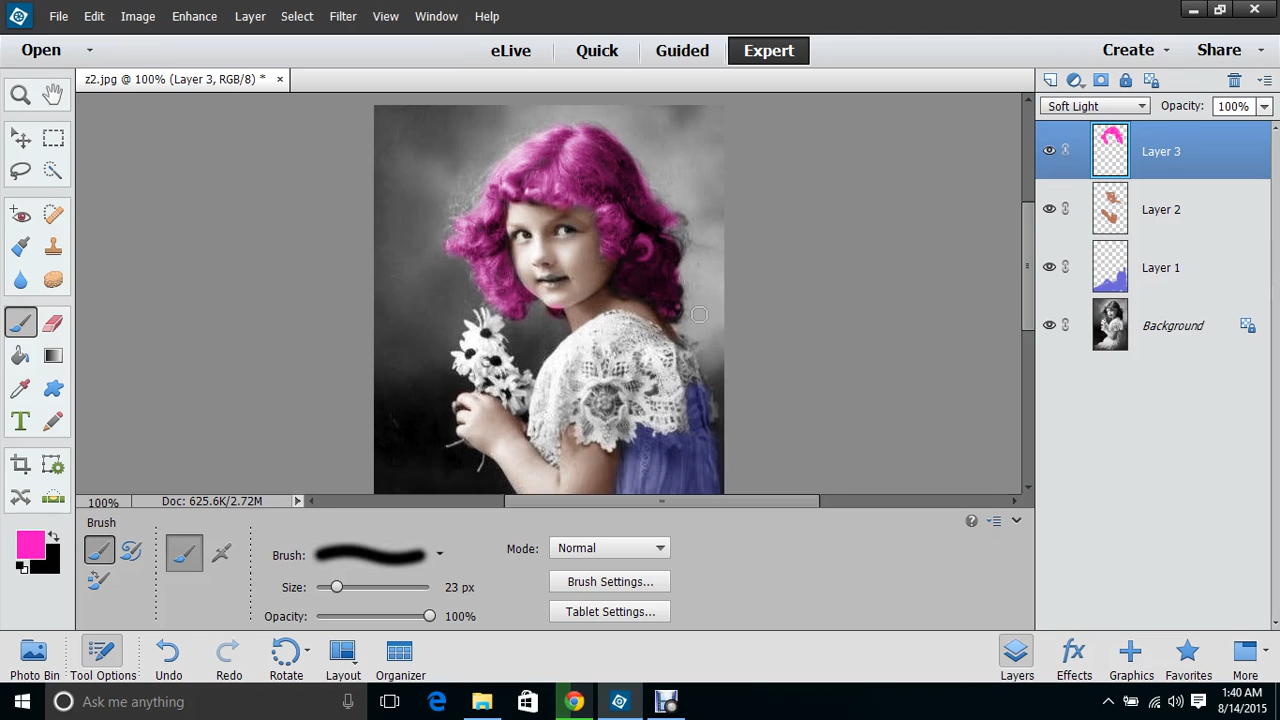 File Edit Image Enhance Layer Select Filter View Window Help
Open eLive Quick Guided Expert Create Share
z2.jpg @ 100% (Layer 3, RGB/8) * ×
Soft Light Opacity: 100%
Layer 3
Layer 2
Layer 1
Background
100% Doc: 625.6K/2.72M
Brush
Brush: Mode: Normal
Size: 23 px Brush Settings...
Opacity: 100% Tablet Settings...
Photo Bin Tool Options Undo Redo Rotate Layout Organizer Layers Effects Graphics Favorites More
Ask me anything
1:40 AM
8/14/2015